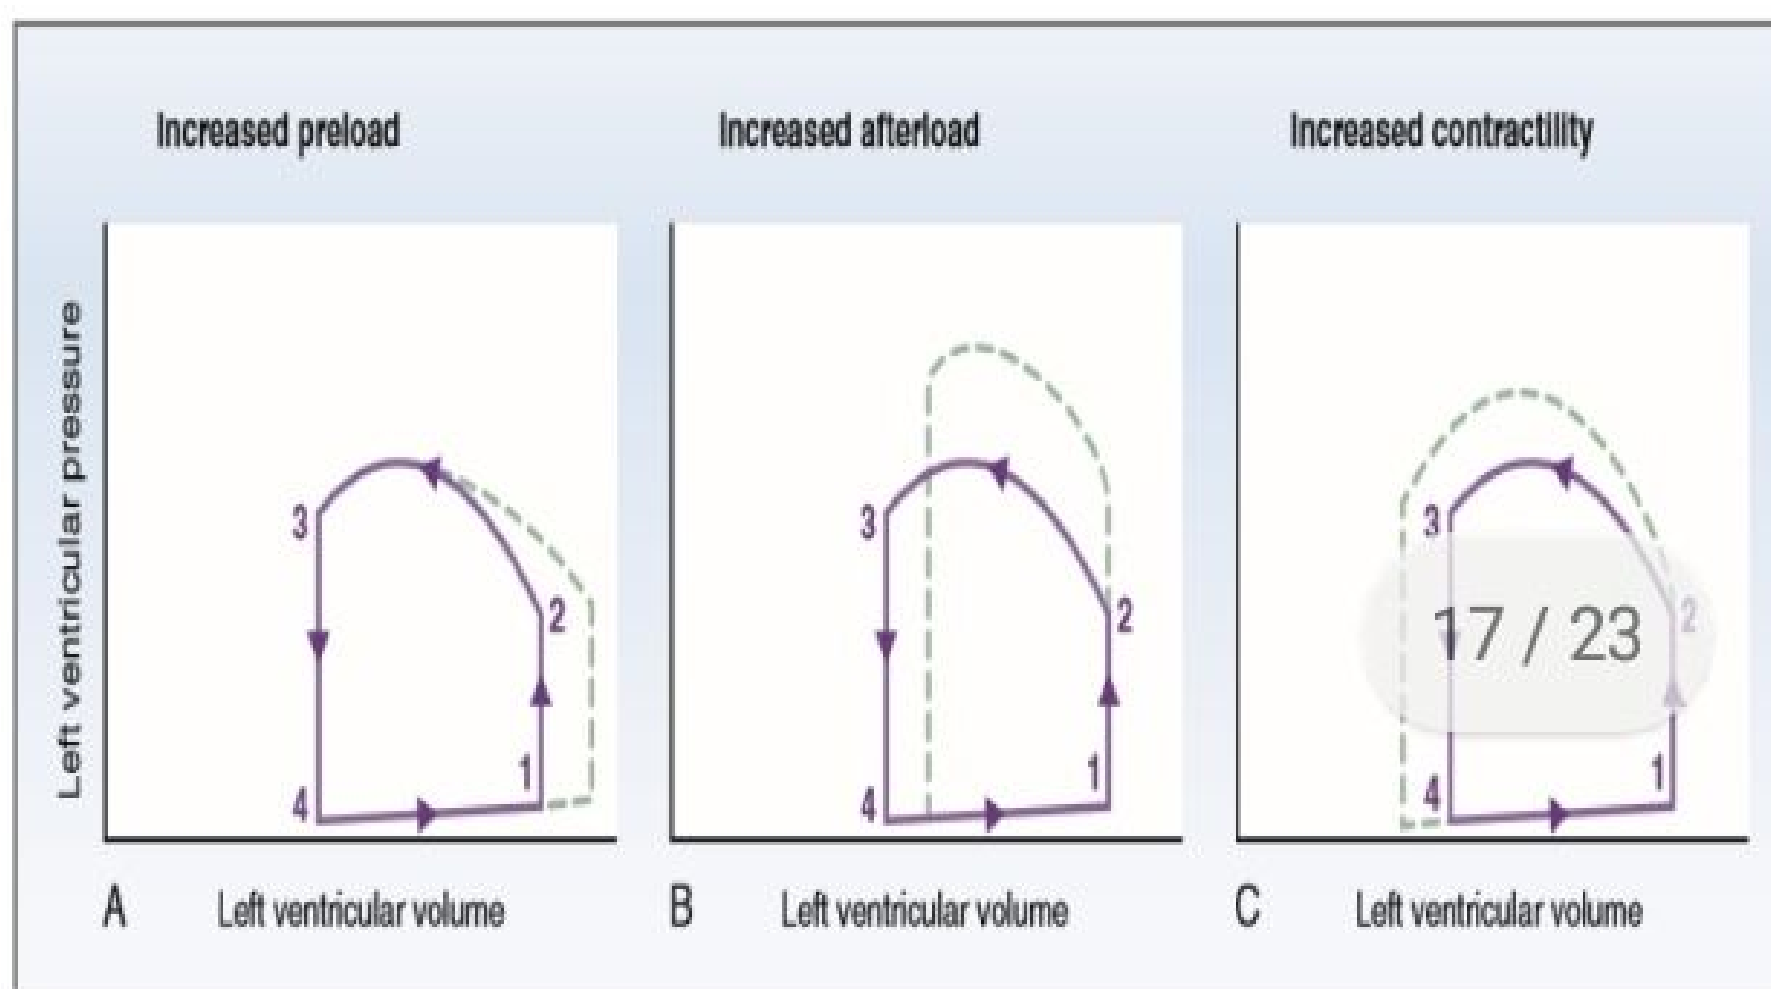 Increased preload
Increased afterload
Increased contractility
Left ventricular pressure
3
2
1
4
3
2
1
4
3
2
1
4
17 / 23
A
Left ventricular volume
B
Left ventricular volume
C
Left ventricular volume